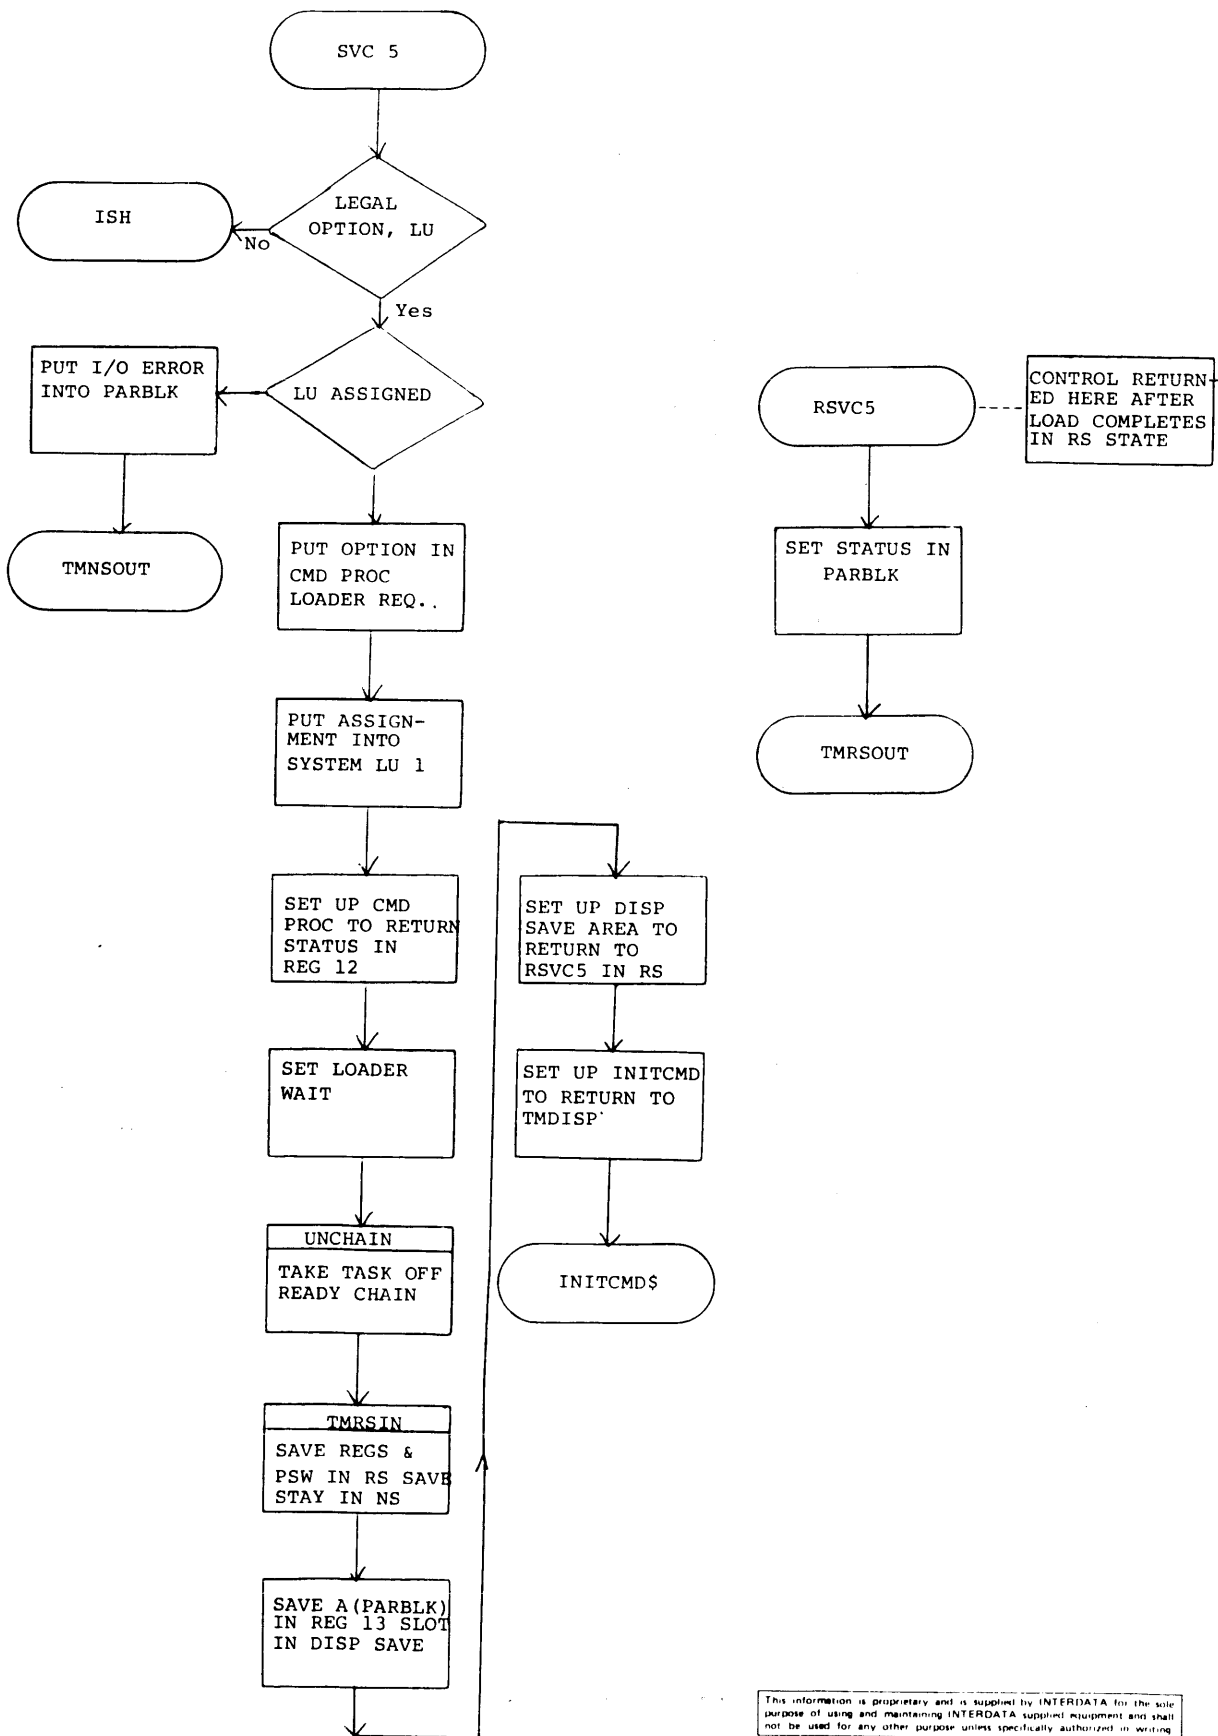 SVC 5
LEGAL
OPTION, LU
ISH
No
Yes
PUT I/O ERROR
INTO PARBLK
LU ASSIGNED
TMNSOUT
PUT OPTION IN
CMD PROC
LOADER REQ..
PUT ASSIGN-
MENT INTO
SYSTEM LU 1
SET UP CMD
PROC TO RETURN
STATUS IN
REG 12
SET LOADER
WAIT
UNCHAIN
TAKE TASK OFF
READY CHAIN
TMRSIN
SAVE REGS &
PSW IN RS SAVE
STAY IN NS
SAVE A(PARBLK)
IN REG 13 SLOT
IN DISP SAVE
SET UP DISP
SAVE AREA TO
RETURN TO
RSVC5 IN RS
SET UP INITCMD
TO RETURN TO
TMDISP
INITCMD$
RSVC5
CONTROL RETURN-
ED HERE AFTER
LOAD COMPLETES
IN RS STATE
SET STATUS IN
PARBLK
TMRSOUT
This information is proprietary and is supplied by INTERDATA for the sole
purpose of using and maintaining INTERDATA supplied equipment and shall
not be used for any other purpose unless specifically authorized in writing